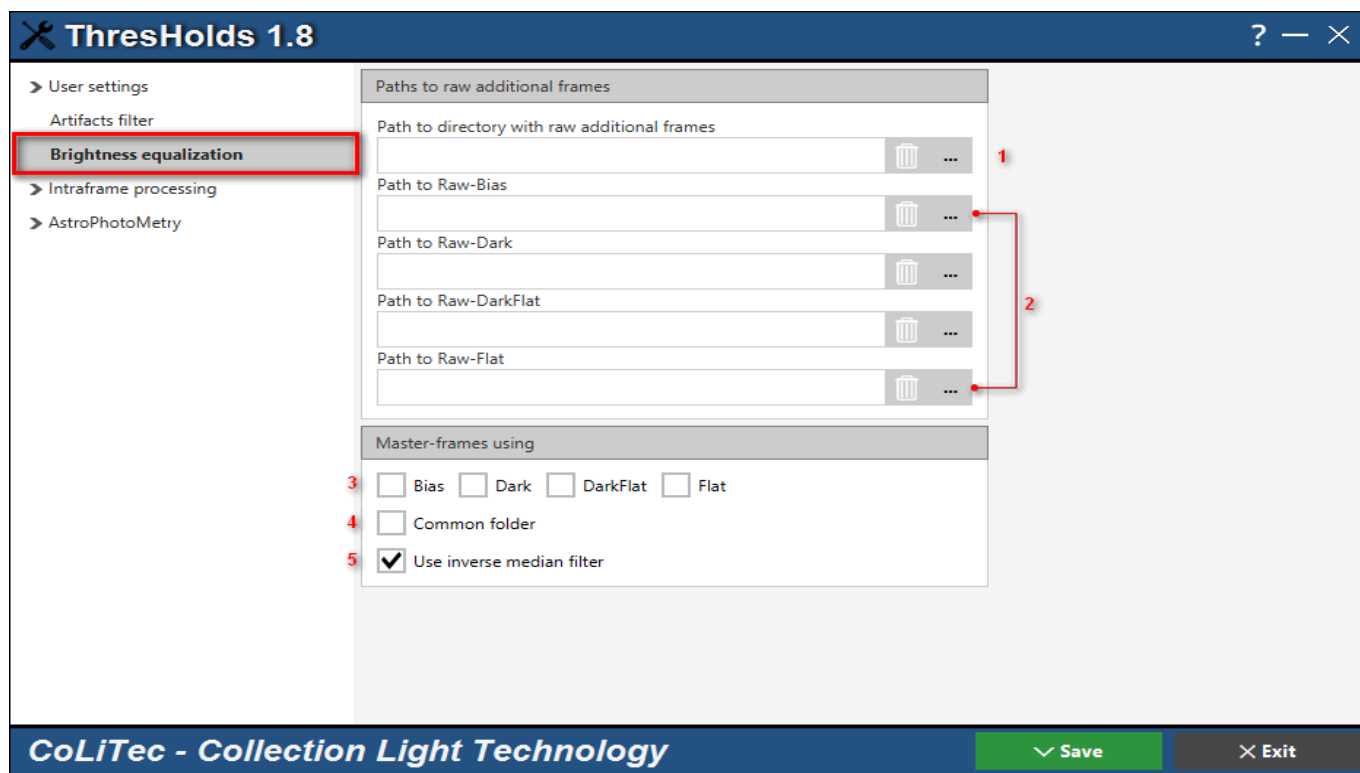 ThresHolds 1.8
?
User settings
Artifacts filter
Brightness equalization
Intraframe processing
AstroPhotoMetry
Paths to raw additional frames
Path to directory with raw additional frames
... 1
Path to Raw-Bias
...
Path to Raw-Dark
...
2
Path to Raw-DarkFlat
...
Path to Raw-Flat
...
Master-frames using
3 Bias Dark DarkFlat Flat
4 Common folder
5 Use inverse median filter
CoLiTec - Collection Light Technology
Save
Exit